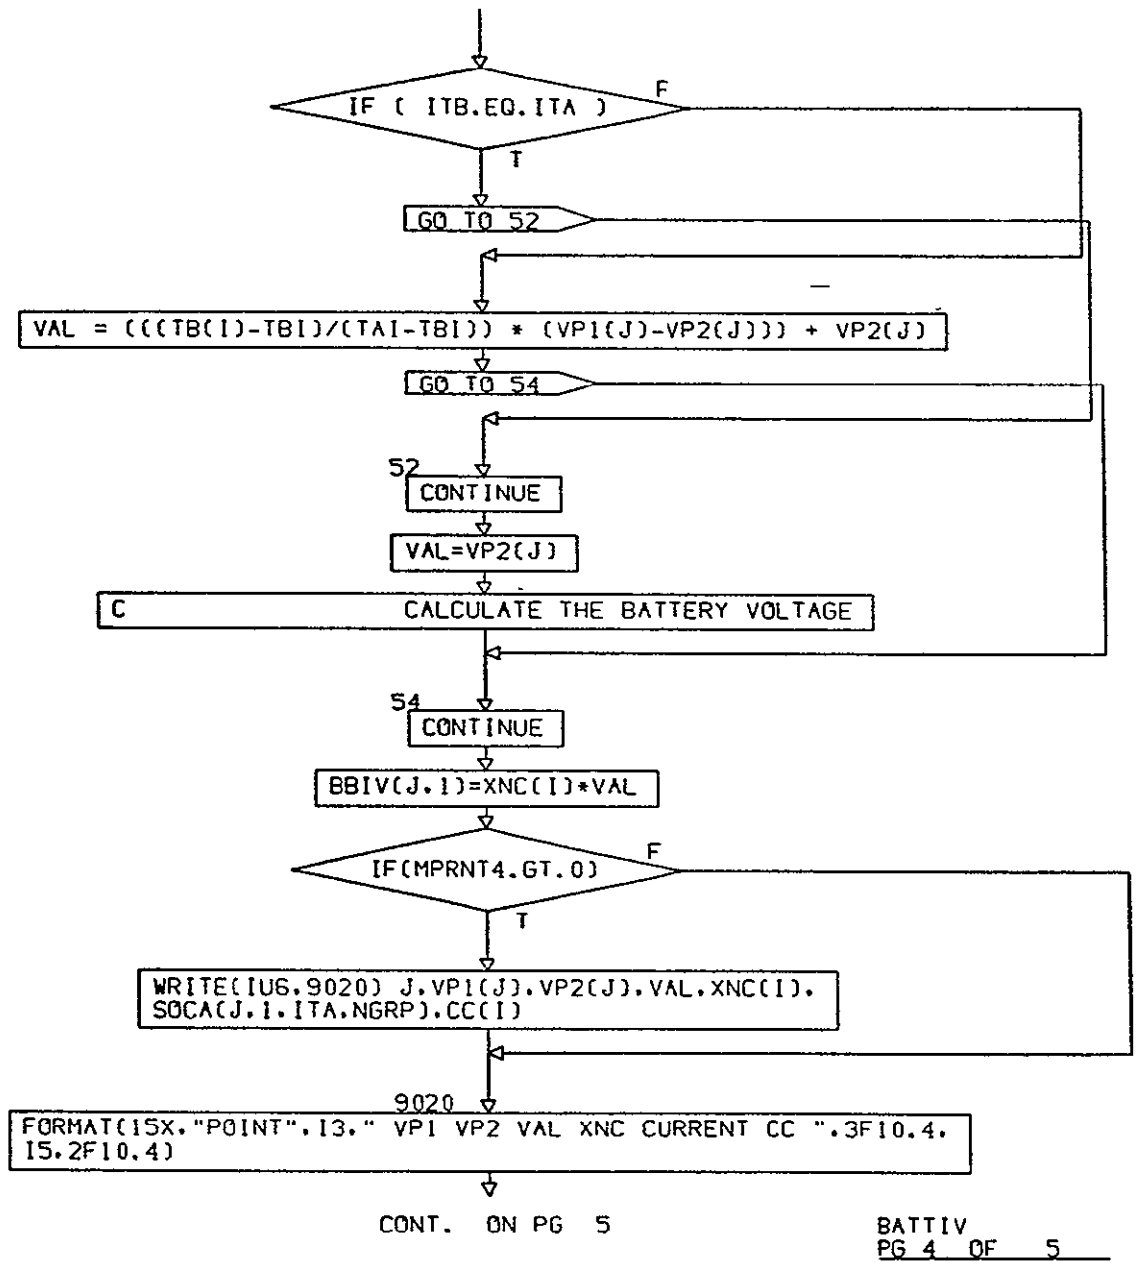 IF ( ITB.EQ.ITA )
F
T
GO TO 52
VAL = (((TB(I)-TBI)/(TAI-TBI)) * (VP1(J)-VP2(J))) + VP2(J)
GO TO 54
52
CONTINUE
VAL=VP2(J)
C CALCULATE THE BATTERY VOLTAGE
54
CONTINUE
BBIV(J.1)=XNC(I)*VAL
IF(MPRNT4.GT.0)
F
T
WRITE(IU6.9020) J.VP1(J).VP2(J).VAL.XNC(I).
SOCA(J.1.ITA.NGRP).CC(I)
9020
FORMAT(15X."POINT".I3." VP1 VP2 VAL XNC CURRENT CC ".3F10.4.
I5.2F10.4)
CONT. ON PG 5
BATTIV
PG 4 OF 5